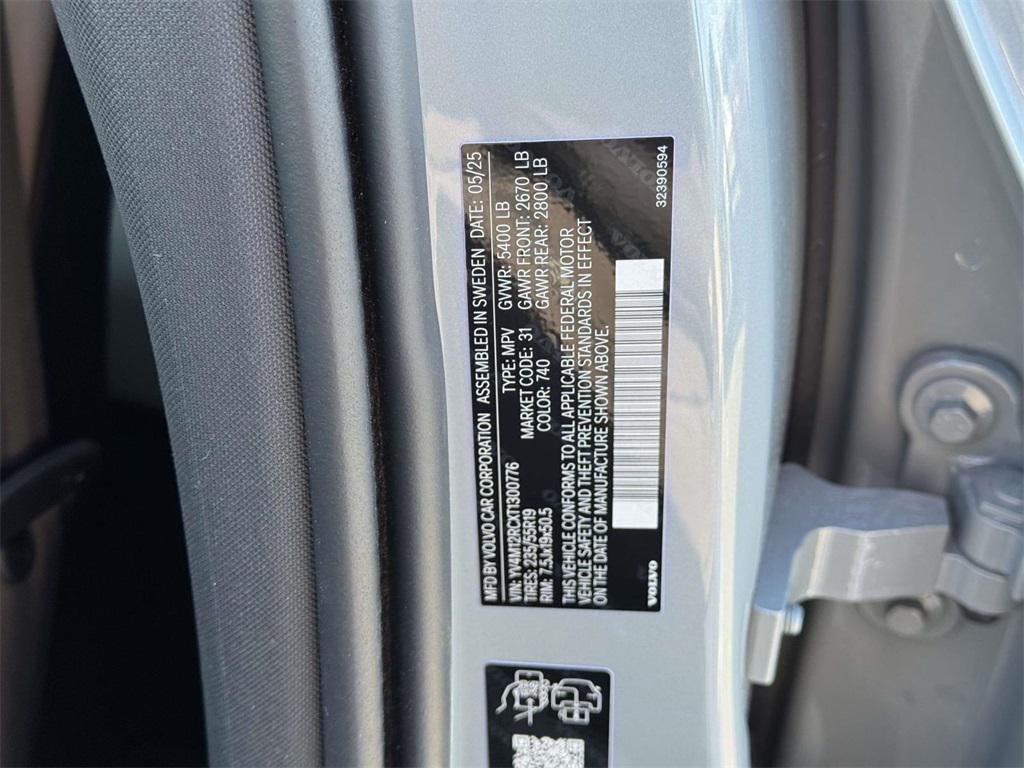 MFD BY VOLVO CAR CORPORATION ASSEMBLED IN SWEDEN DATE: 05/25
VIN: YV4M12RCXT1300776 TYPE: MPV GVWR: 5400 LB
TIRES: 235/55R19 MARKET CODE: 31 GAWR FRONT: 2670 LB
RIM: 7.5Jx19x50.5 COLOR: 740 GAWR REAR: 2800 LB
THIS VEHICLE CONFORMS TO ALL APPLICABLE FEDERAL MOTOR
VEHICLE SAFETY AND THEFT PREVENTION STANDARDS IN EFFECT
ON THE DATE OF MANUFACTURE SHOWN ABOVE.
VOLVO 32390594